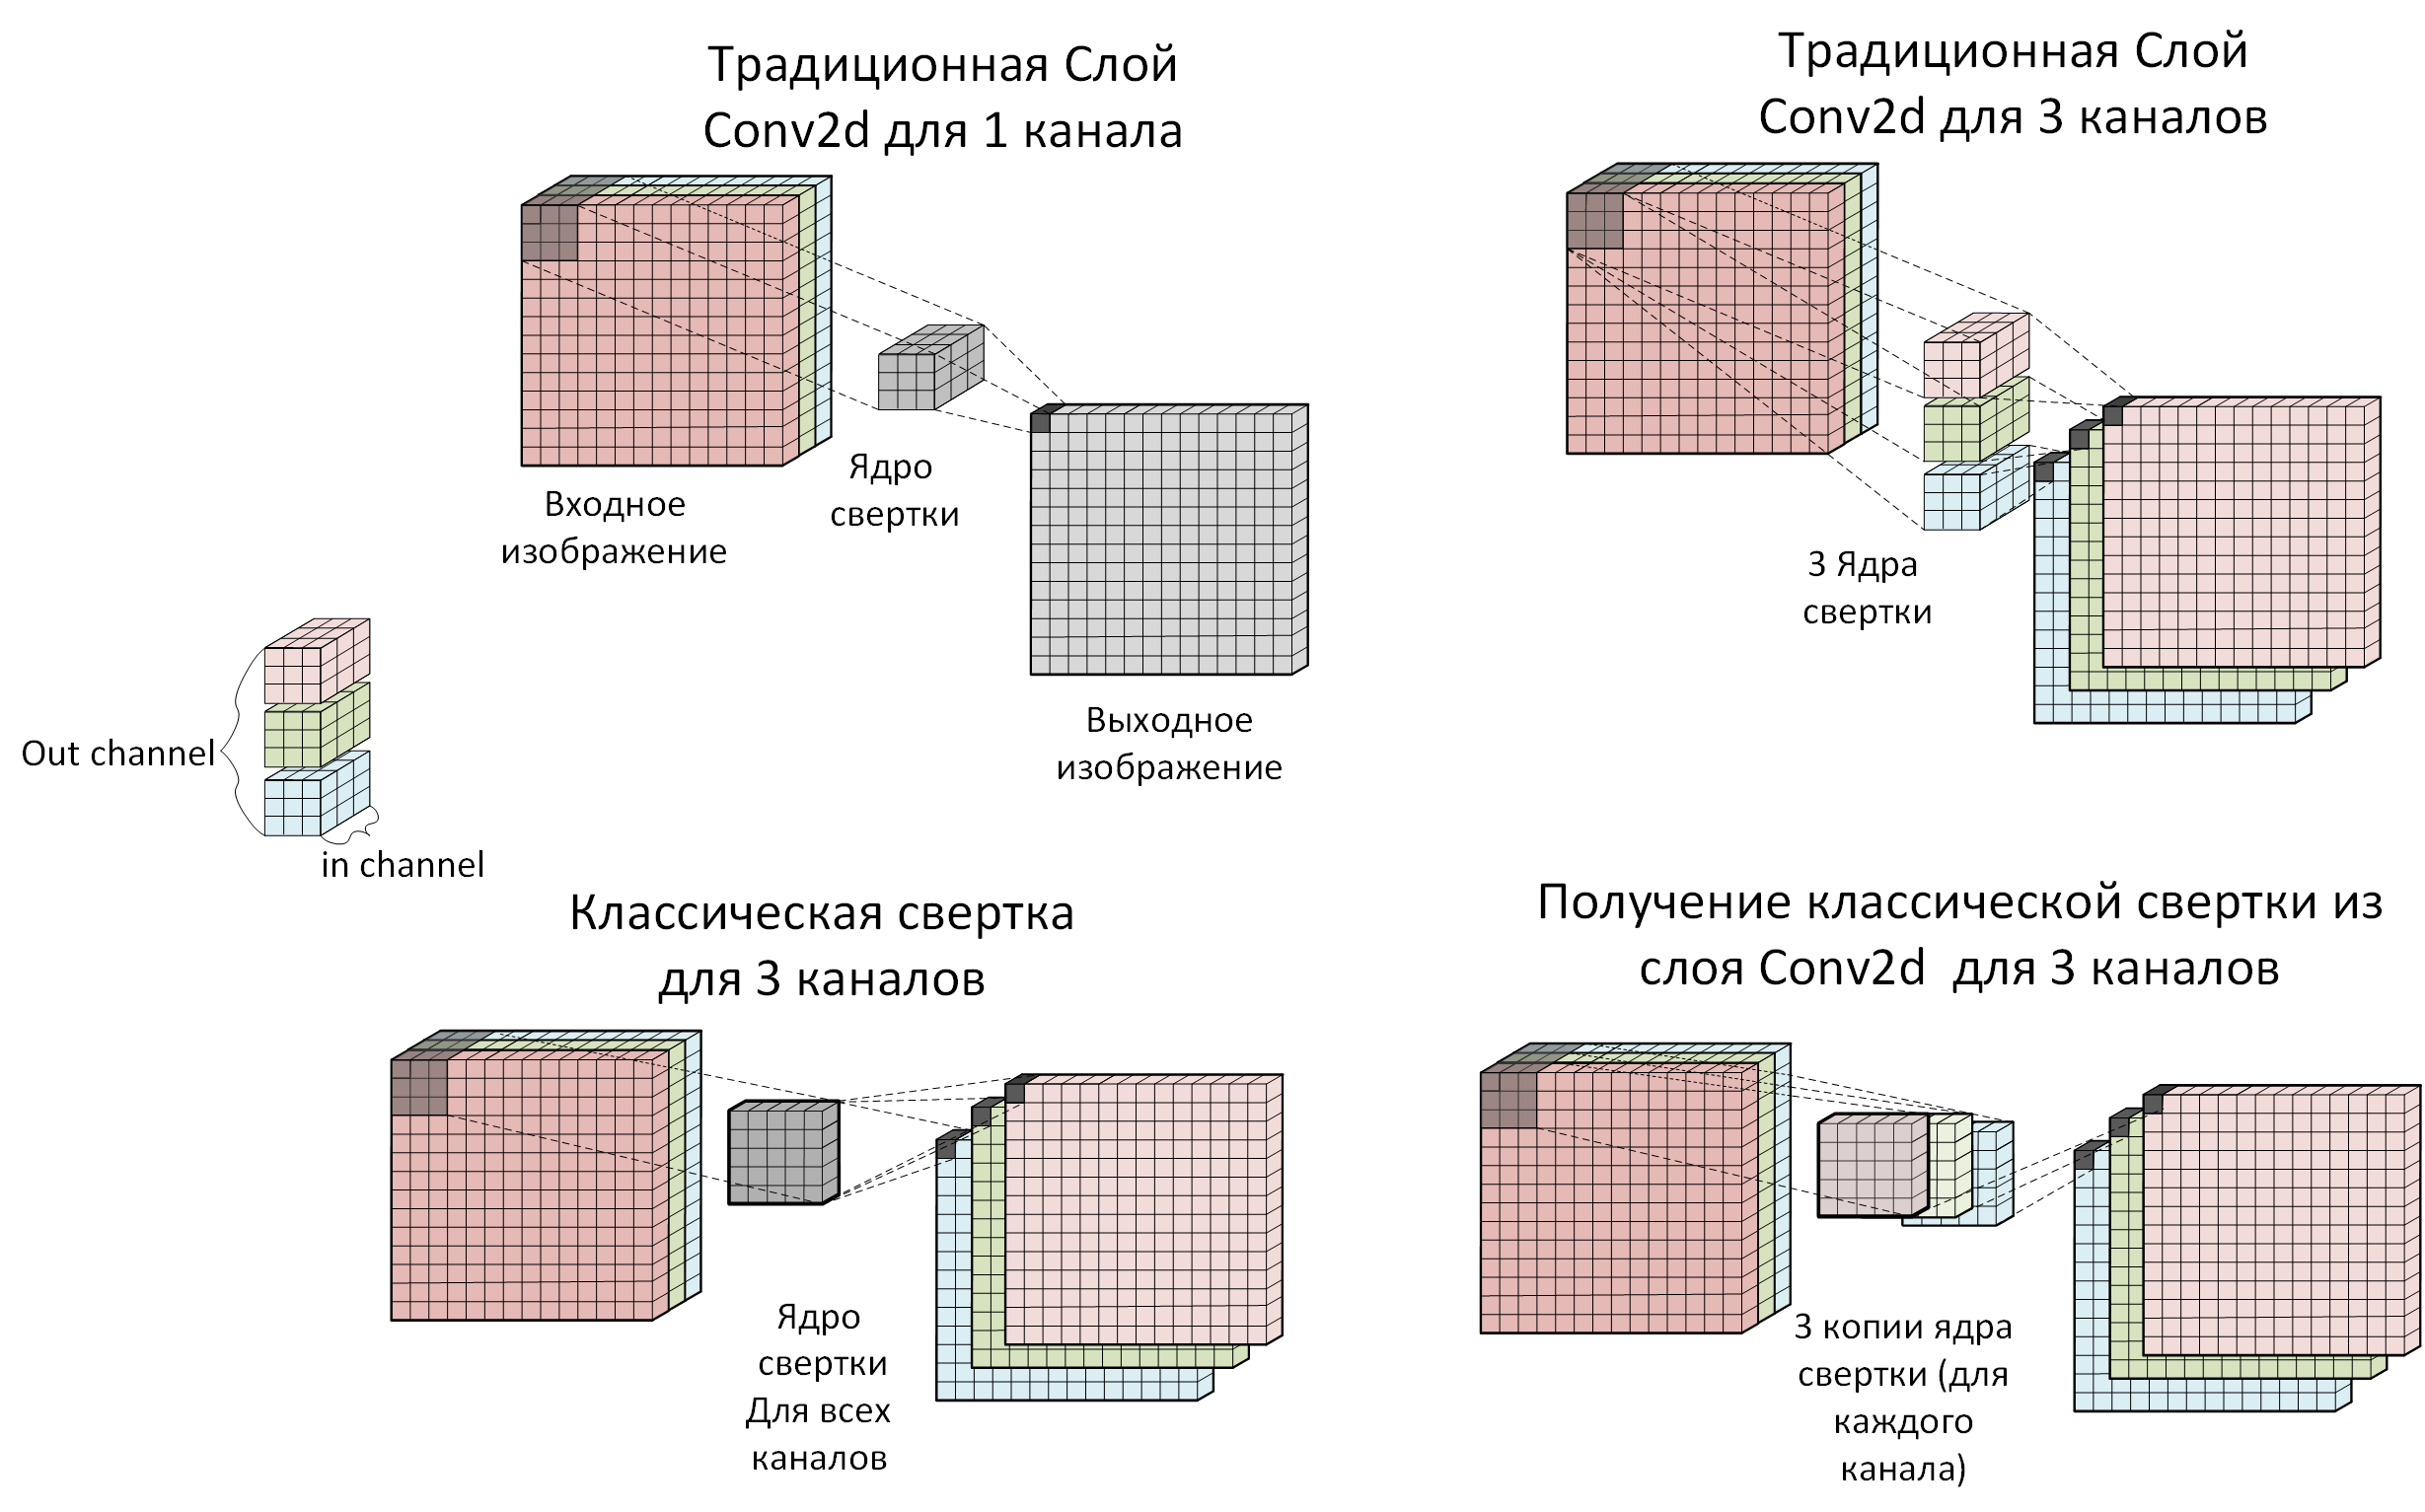 Традиционная Слой
Conv2d для 1 канала
Входное
изображение
Ядро
свертки
Выходное
изображение
Традиционная Слой
Conv2d для 3 каналов
3 Ядра
свертки
Out channel
in channel
Классическая свертка
для 3 каналов
Ядро
свертки
Для всех
каналов
Получение классической свертки из
слоя Conv2d для 3 каналов
3 копии ядра
свертки (для
каждого
канала)